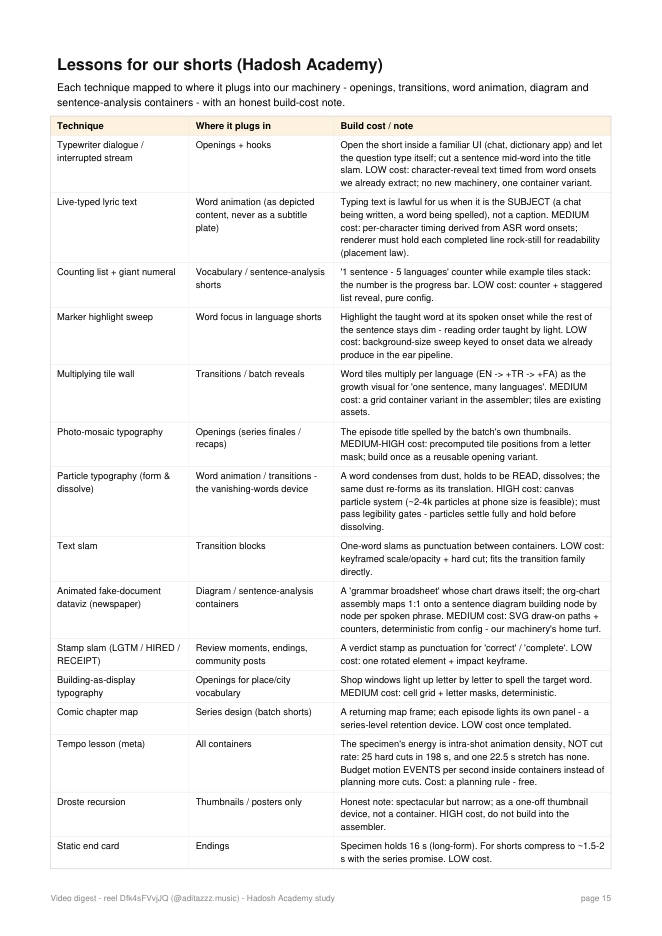 Lessons for our shorts (Hadosh Academy)
Each technique mapped to where it plugs into our machinery - openings, transitions, word animation, diagram and
sentence-analysis containers - with an honest build-cost note.
Technique Where it plugs in Build cost / note
Typewriter dialogue /
interrupted stream
Openings + hooks
Open the short inside a familiar UI (chat, dictionary app) and let
the question type itself; cut a sentence mid-word into the title
slam. LOW cost: character-reveal text timed from word onsets
we already extract; no new machinery, one container variant.
Live-typed lyric text
Word animation (as depicted
content, never as a subtitle
plate)
Typing text is lawful for us when it is the SUBJECT (a chat
being written, a word being spelled), not a caption. MEDIUM
cost: per-character timing derived from ASR word onsets;
renderer must hold each completed line rock-still for readability
(placement law).
Counting list + giant numeral
Vocabulary / sentence-analysis
shorts
'1 sentence - 5 languages' counter while example tiles stack:
the number is the progress bar. LOW cost: counter + staggered
list reveal, pure config.
Marker highlight sweep
Word focus in language shorts
Highlight the taught word at its spoken onset while the rest of
the sentence stays dim - reading order taught by light. LOW
cost: background-size sweep keyed to onset data we already
produce in the ear pipeline.
Multiplying tile wall
Transitions / batch reveals
Word tiles multiply per language (EN -> +TR -> +FA) as the
growth visual for 'one sentence, many languages'. MEDIUM
cost: a grid container variant in the assembler; tiles are existing
assets.
Photo-mosaic typography
Openings (series finales /
recaps)
The episode title spelled by the batch's own thumbnails.
MEDIUM-HIGH cost: precomputed tile positions from a letter
mask; build once as a reusable opening variant.
Particle typography (form &
dissolve)
Word animation / transitions -
the vanishing-words device
A word condenses from dust, holds to be READ, dissolves; the
same dust re-forms as its translation. HIGH cost: canvas
particle system (~2-4k particles at phone size is feasible); must
pass legibility gates - particles settle fully and hold before
dissolving.
Text slam
Transition blocks
One-word slams as punctuation between containers. LOW cost:
keyframed scale/opacity + hard cut; fits the transition family
directly.
Animated fake-document
dataviz (newspaper)
Diagram / sentence-analysis
containers
A 'grammar broadsheet' whose chart draws itself; the org-chart
assembly maps 1:1 onto a sentence diagram building node by
node per spoken phrase. MEDIUM cost: SVG draw-on paths +
counters, deterministic from config - our machinery's home turf.
Stamp slam (LGTM / HIRED /
RECEIPT)
Review moments, endings,
community posts
A verdict stamp as punctuation for 'correct' / 'complete'. LOW
cost: one rotated element + impact keyframe.
Building-as-display
typography
Openings for place/city
vocabulary
Shop windows light up letter by letter to spell the target word.
MEDIUM cost: cell grid + letter masks, deterministic.
Comic chapter map
Series design (batch shorts)
A returning map frame; each episode lights its own panel - a
series-level retention device. LOW cost once templated.
Tempo lesson (meta)
All containers
The specimen's energy is intra-shot animation density, NOT cut
rate: 25 hard cuts in 198 s, and one 22.5 s stretch has none.
Budget motion EVENTS per second inside containers instead of
planning more cuts. Cost: a planning rule - free.
Droste recursion
Thumbnails / posters only
Honest note: spectacular but narrow; as a one-off thumbnail
device, not a container. HIGH cost, do not build into the
assembler.
Static end card
Endings
Specimen holds 16 s (long-form). For shorts compress to ~1.5-2
s with the series promise. LOW cost.
Video digest - reel Dfk4sFVvjJQ (@aditazzz.music) - Hadosh Academy study page 15